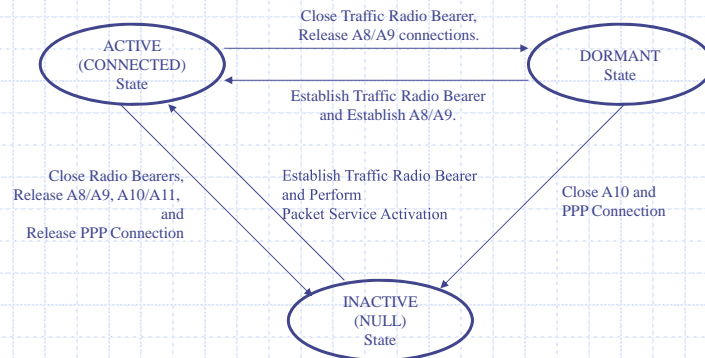 Close Traffic Radio Bearer,
Release A8/A9 connections.
ACTIVE
(CONNECTED)
State
DORMANT
State
Establish Traffic Radio Bearer
and Establish A8/A9.
Close Radio Bearers,
Release A8/A9, A10/A11,
and
Release PPP Connection
Establish Traffic Radio Bearer
and Perform
Packet Service Activation
Close A10 and
PPP Connection
INACTIVE
(NULL)
State